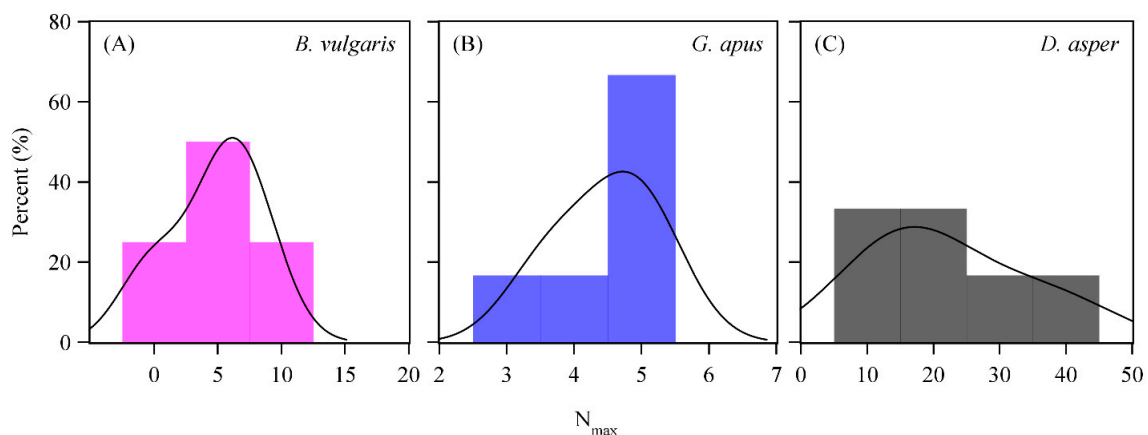 80
(A)
B. vulgaris
(B)
G. apus
(C)
D. asper
60
40
20
0
Percent (%)
0 5 10 15 20
2 3 4 5 6 7
0 10 20 30 40 50
N_max